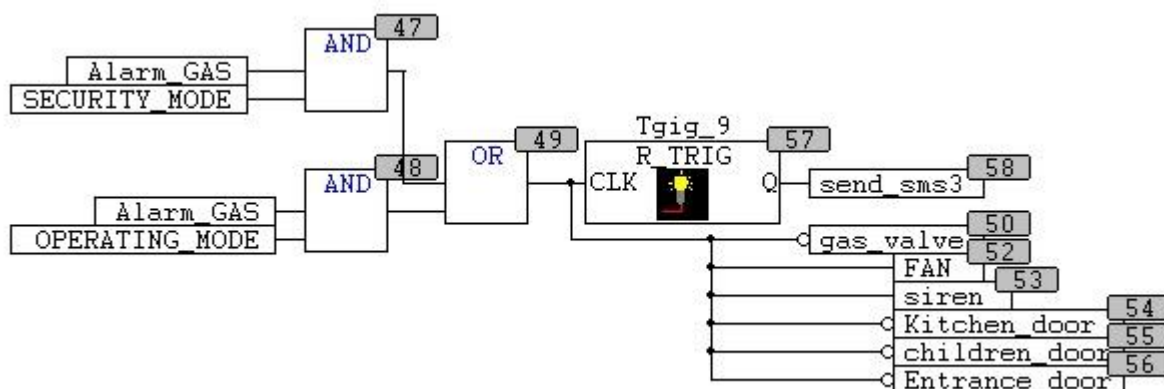 47
AND
Alarm_GAS
SECURITY_MODE
49
Tgig_9
57
OR
R_TRIG
48
AND
CLK
Q
send_sms3
58
Alarm_GAS
OPERATING_MODE
50
gas_valve
52
FAN
53
siren
54
Kitchen_door
55
children_door
56
Entrance_door